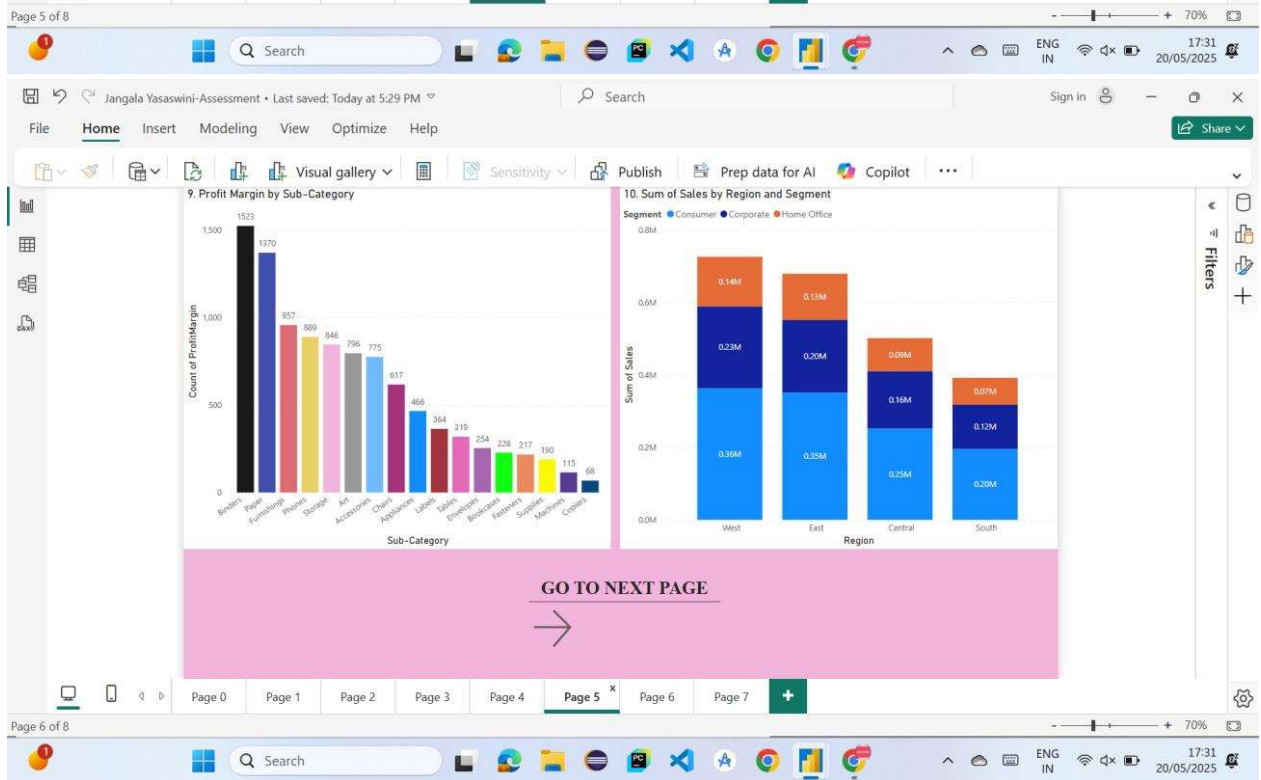 Page 5 of 8
- + 70%
1
Search
PC
ENG
IN
17:31
20/05/2025
Jangala Yasaswini-Assessment • Last saved: Today at 5:29 PM
Search
Sign in
File Home Insert Modeling View Optimize Help
Share
Visual gallery
Sensitivity
Publish
Prep data for AI
Copilot
...
9. Profit Margin by Sub-Category
1523
1,500
1370
1,000
957
889
846
796
775
617
500
466
364
319
254
228
217
190
115
68
0
Count of ProfitMargin
Binders Paper Furnishings Phones Storage Art Accessories Chairs Appliances Labels Tables Envelopes Bookcases Fasteners Supplies Machines Copiers
Sub-Category
10. Sum of Sales by Region and Segment
Segment Consumer Corporate Home Office
0.8M
0.6M
0.4M
0.2M
0.0M
Sum of Sales
0.14M
0.23M
0.36M
0.13M
0.20M
0.35M
0.09M
0.16M
0.25M
0.07M
0.12M
0.20M
West East Central South
Region
Filters
DAX
GO TO NEXT PAGE
Page 0 Page 1 Page 2 Page 3 Page 4 Page 5 x Page 6 Page 7 +
Page 6 of 8
- + 70%
1
Search
PC
ENG
IN
17:31
20/05/2025